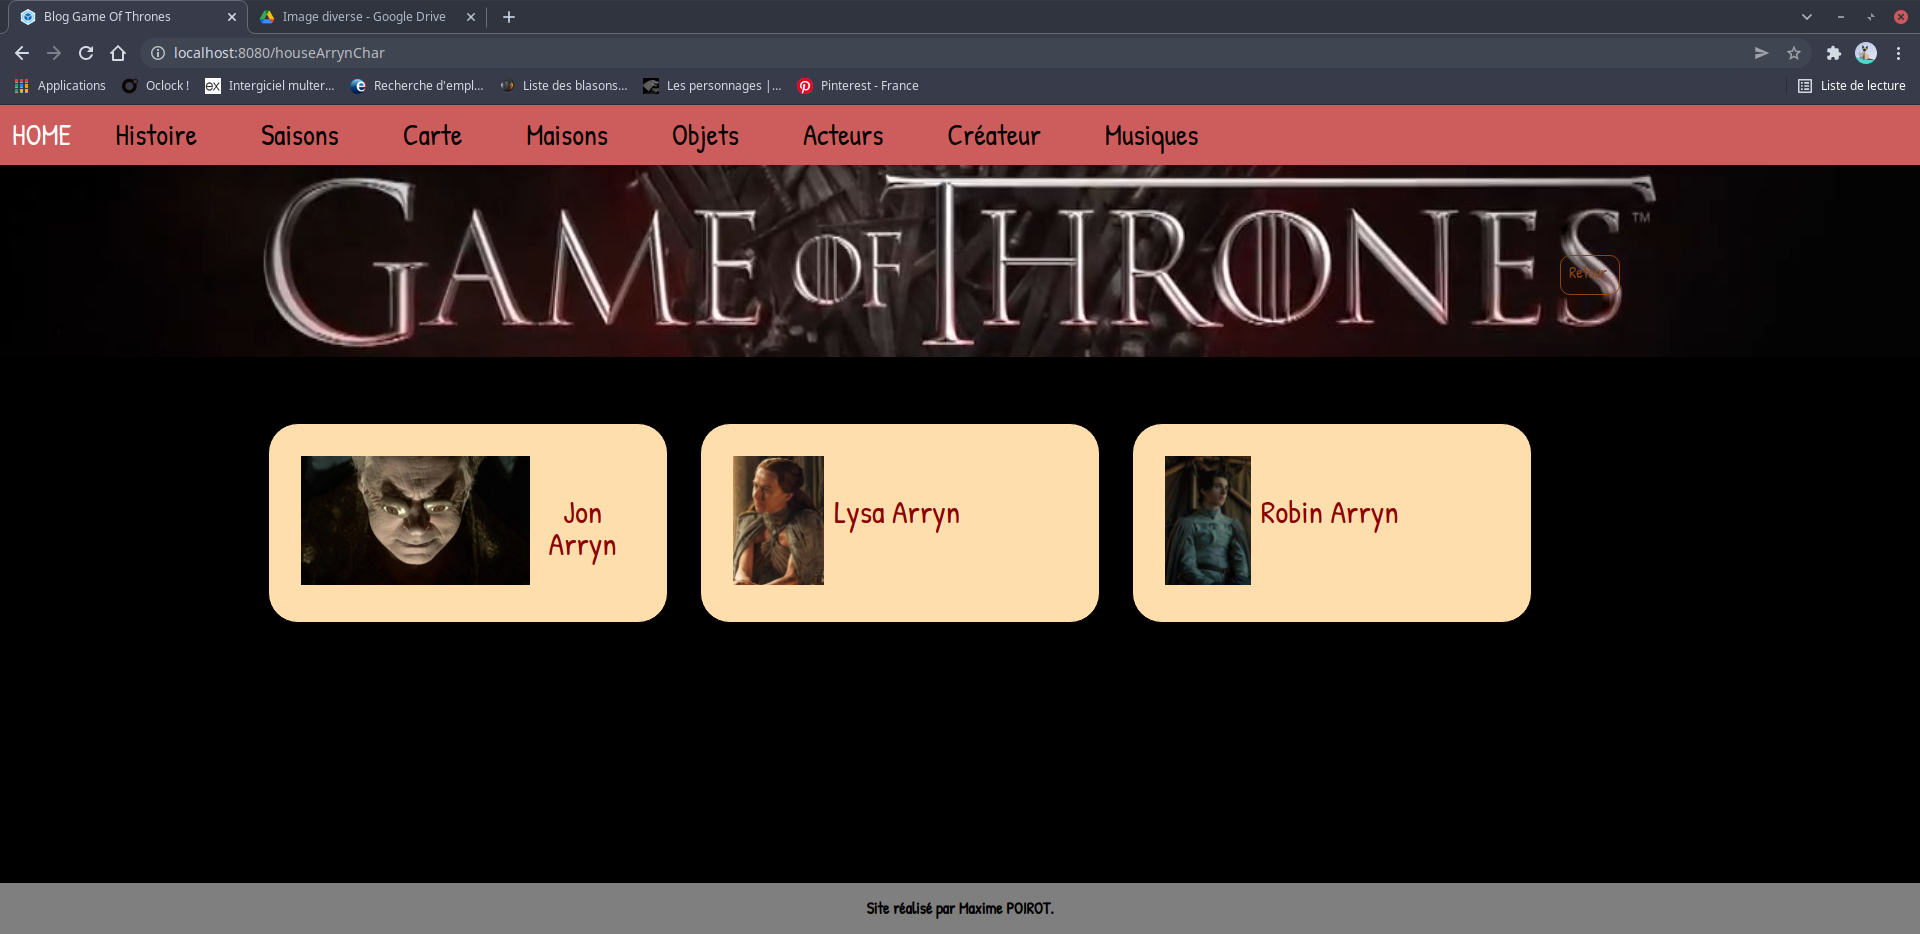 Blog Game Of Thrones
Image diverse - Google Drive
localhost:8080/houseArrynChar
Applications
Oclock !
ex
Intergiciel multer...
Recherche d'empl...
Liste des blasons...
Les personnages |...
Pinterest - France
Liste de lecture
HOME Histoire Saisons Carte Maisons Objets Acteurs Créateur Musiques
GAME OF THRONES™
Retour
Jon
Arryn
Lysa Arryn
Robin Arryn
Site réalisé par Maxime POIROT.